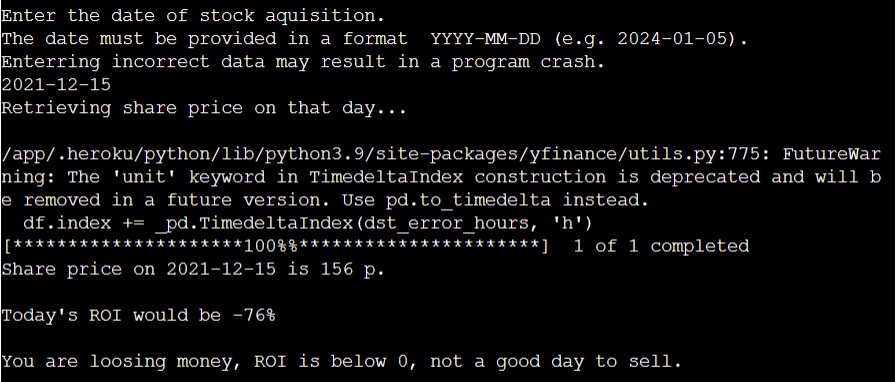 Enter the date of stock aquisition.
The date must be provided in a format  YYYY-MM-DD (e.g. 2024-01-05).
Enterring incorrect data may result in a program crash.
2021-12-15
Retrieving share price on that day...
/app/.heroku/python/lib/python3.9/site-packages/yfinance/utils.py:775: FutureWar
ning: The 'unit' keyword in TimedeltaIndex construction is deprecated and will b
e removed in a future version. Use pd.to_timedelta instead.
  df.index += _pd.TimedeltaIndex(dst_error_hours, 'h')
[**********************100%%**********************]  1 of 1 completed
Share price on 2021-12-15 is 156 p.
Today's ROI would be -76%
You are loosing money, ROI is below 0, not a good day to sell.